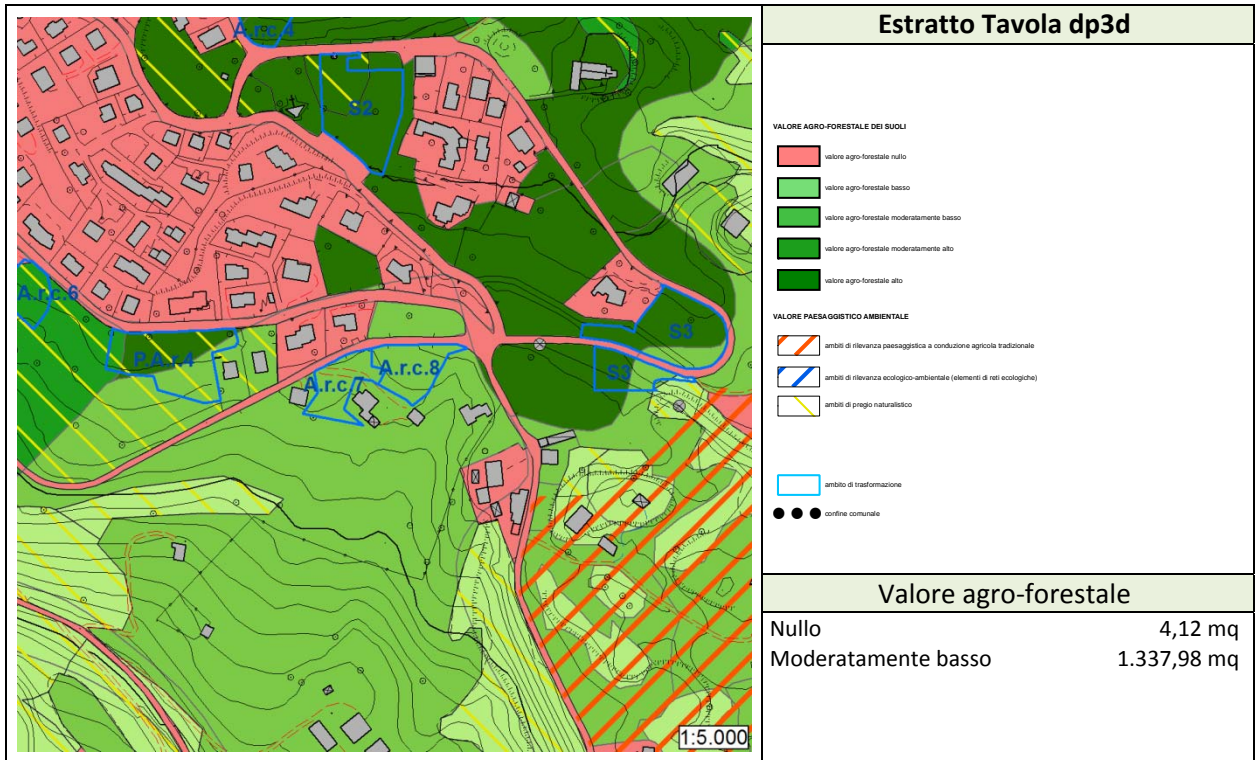 A.r.c.4
S2
A.r.c.6
P.A.r.4
A.r.c.7
A.r.c.8
S3
S3
1:5.000
Estratto Tavola dp3d
VALORE AGRO-FORESTALE DEI SUOLI
valore agro-forestale nullo
valore agro-forestale basso
valore agro-forestale moderatamente basso
valore agro-forestale moderatamente alto
valore agro-forestale alto
VALORE PAESAGGISTICO AMBIENTALE
ambiti di rilevanza paesaggistica a conduzione agricola tradizionale
ambiti di rilevanza ecologico-ambientale (elementi di reti ecologiche)
ambiti di pregio naturalistico
ambito di trasformazione
confine comunale
Valore agro-forestale
Nullo 4,12 mq
Moderatamente basso 1.337,98 mq